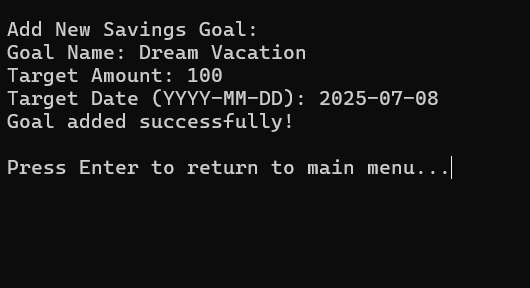 Add New Savings Goal:
Goal Name: Dream Vacation
Target Amount: 100
Target Date (YYYY-MM-DD): 2025-07-08
Goal added successfully!
Press Enter to return to main menu...